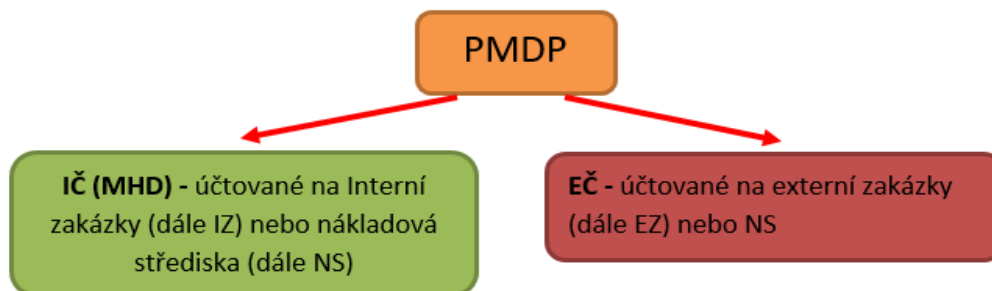 PMDP
IČ (MHD) - účtované na Interní
zakázky (dále IZ) nebo nákladová
střediska (dále NS)
EČ - účtované na externí zakázky
(dále EZ) nebo NS